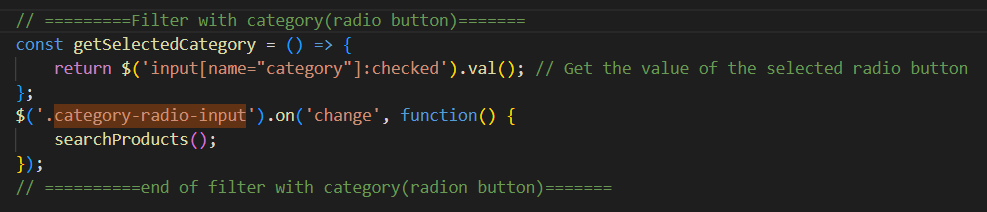 // =========Filter with category(radio button)=======
const getSelectedCategory = () => {
    return $('input[name="category"]:checked').val(); // Get the value of the selected radio button
};
$('.category-radio-input').on('change', function() {
    searchProducts();
});
// ==========end of filter with category(radion button)=======